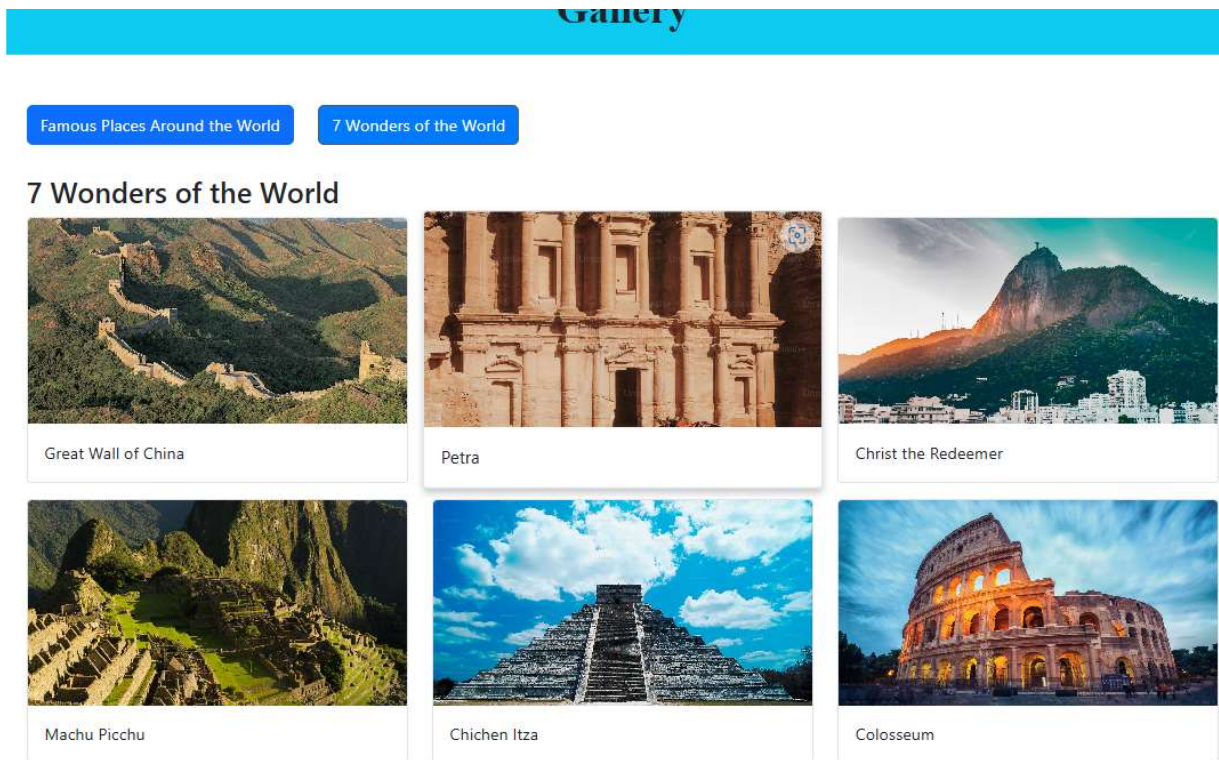 Gallery
Famous Places Around the World
7 Wonders of the World
7 Wonders of the World
Great Wall of China
Petra
Christ the Redeemer
Machu Picchu
Chichen Itza
Colosseum